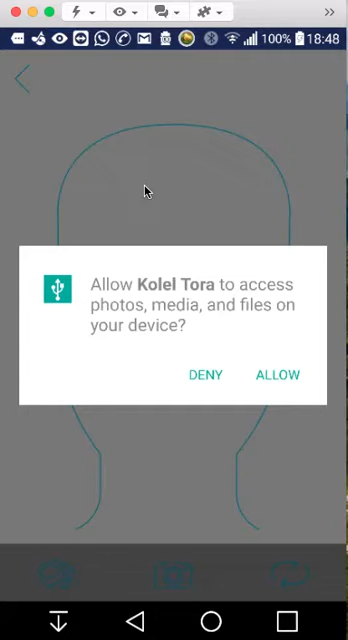 100% 18:48
Allow Kolel Tora to access
photos, media, and files on
your device?
DENY ALLOW